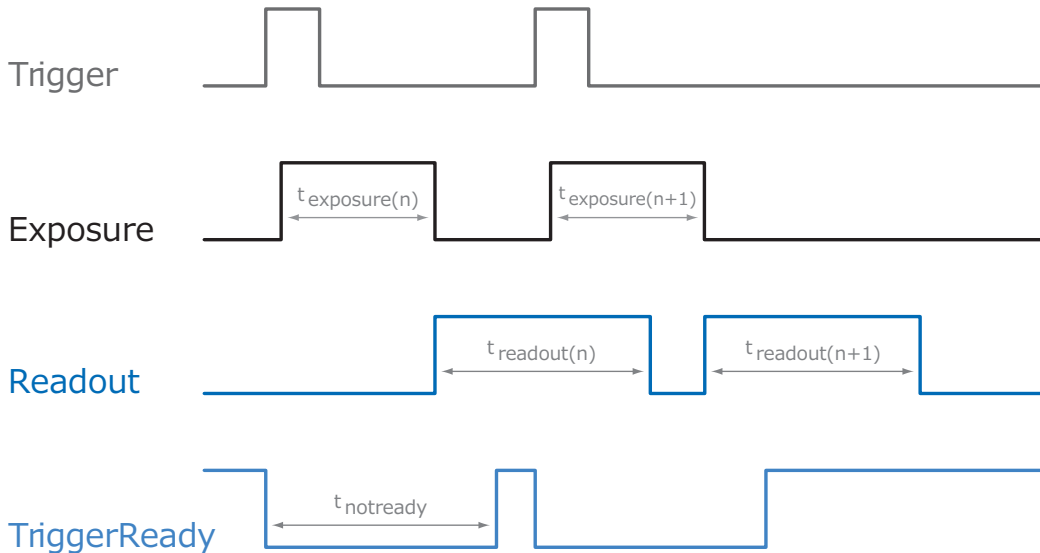 Trigger
Exposure
t exposure(n)
t exposure(n+1)
Readout
t readout(n)
t readout(n+1)
TriggerReady
t notready